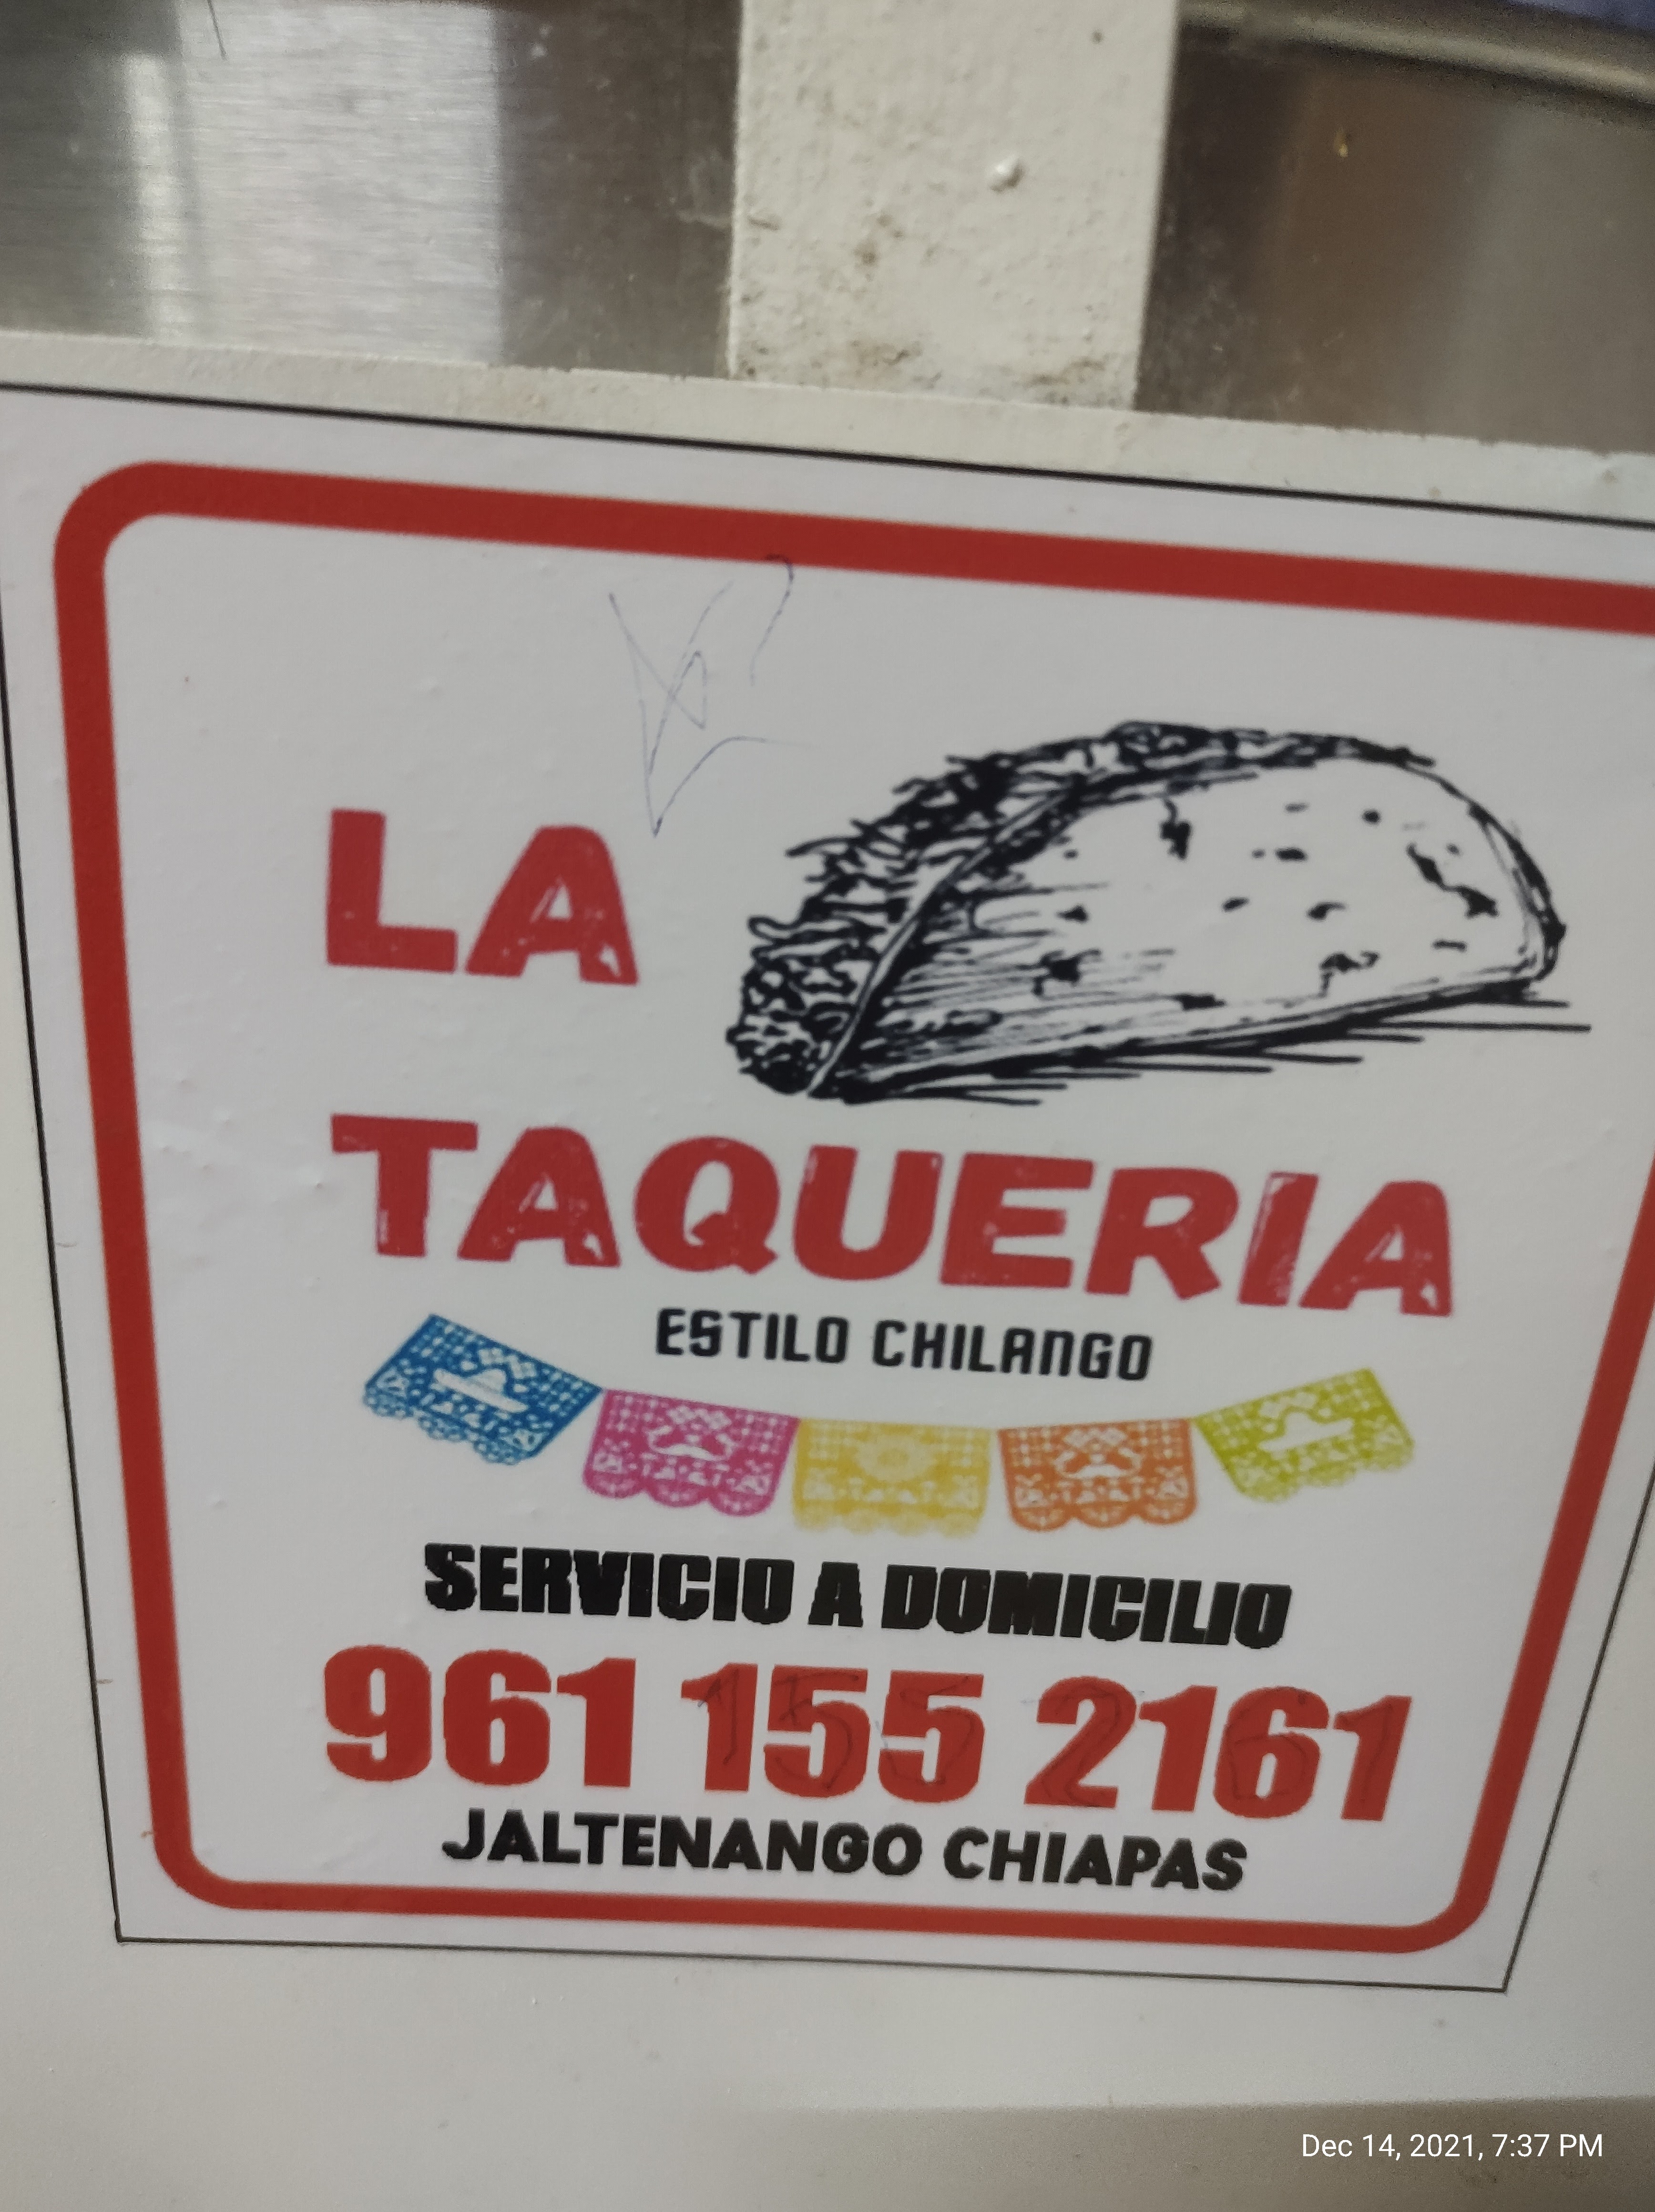 LA
TAQUERIA
ESTILO CHILANGO
SERVICIO A DOMICILIO
961 155 2161
JALTENANGO CHIAPAS
Dec 14, 2021, 7:37 PM